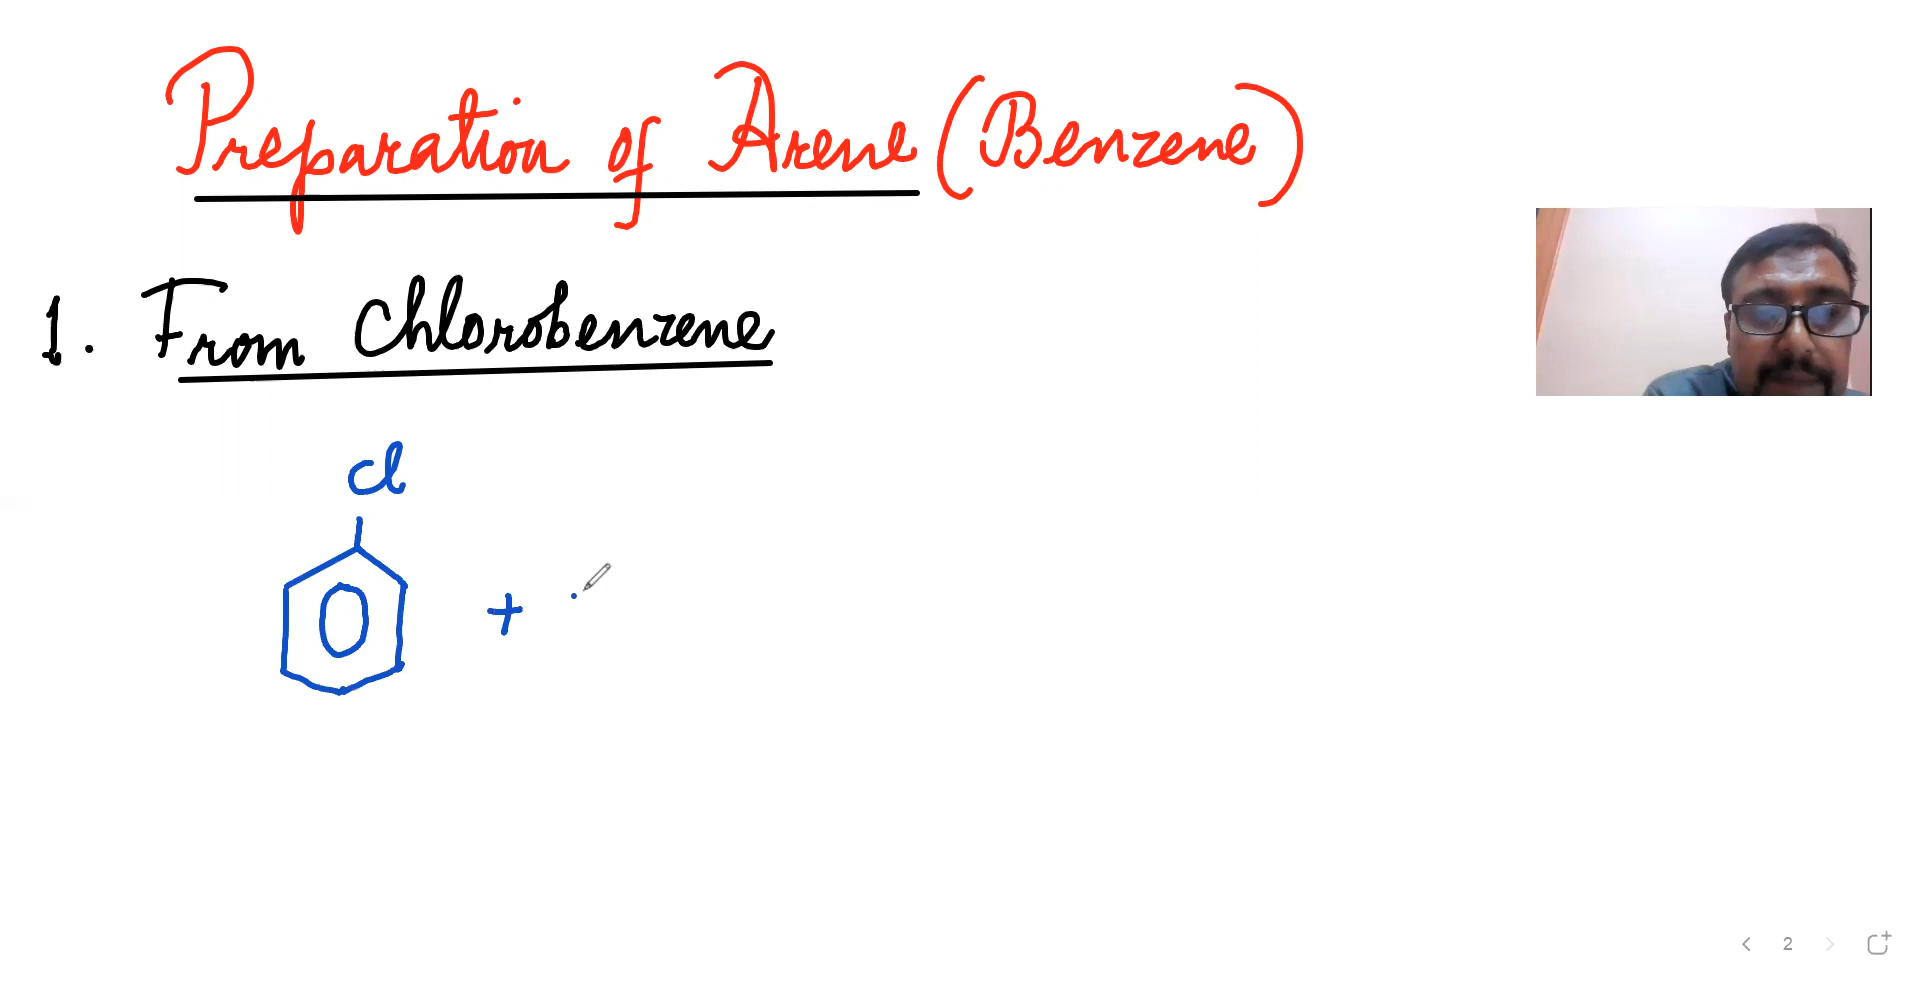 Preparation of Arene (Benzene)
1. From Chlorobenzene
Cl
+
2